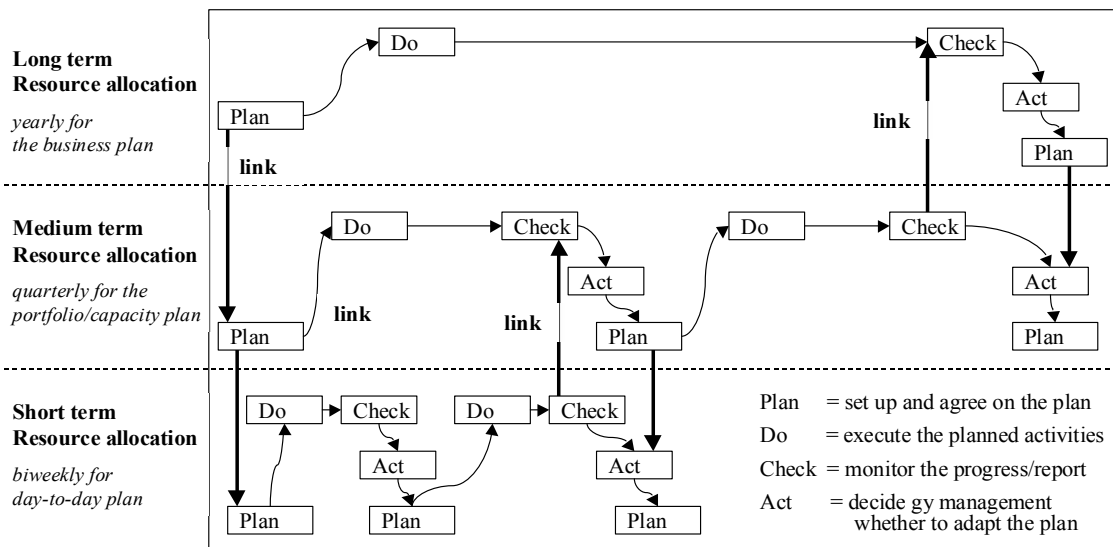 Long term
Resource allocation
yearly for
the business plan
Do
Check
Plan
Act
Plan
link
link
Medium term
Resource allocation
quarterly for the
portfolio/capacity plan
Do
Check
Do
Check
Act
Act
Plan
link
link
Plan
Plan
Short term
Resource allocation
biweekly for
day-to-day plan
Do
Check
Do
Check
Act
Act
Plan
Plan
Plan
Plan = set up and agree on the plan
Do = execute the planned activities
Check = monitor the progress/report
Act = decide gy management
whether to adapt the plan